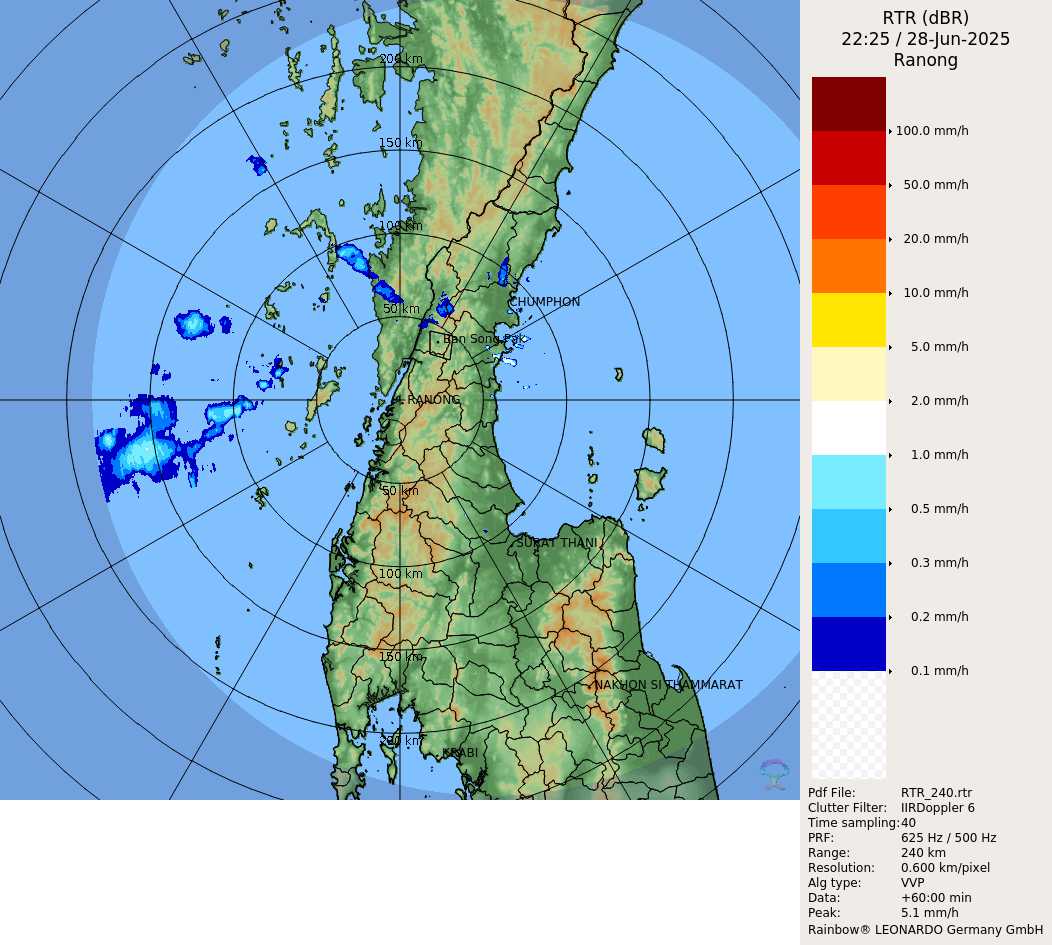 RTR (dBR)
22:25 / 28-Jun-2025
Ranong
100.0 mm/h
50.0 mm/h
20.0 mm/h
10.0 mm/h
5.0 mm/h
2.0 mm/h
1.0 mm/h
0.5 mm/h
0.3 mm/h
0.2 mm/h
0.1 mm/h
Pdf File: RTR_240.rtr
Clutter Filter: IIRDoppler 6
Time sampling: 40
PRF: 625 Hz / 500 Hz
Range: 240 km
Resolution: 0.600 km/pixel
Alg type: VVP
Data: +60:00 min
Peak: 5.1 mm/h
Rainbow® LEONARDO Germany GmbH
200 km
150 km
100 km
CHUMPHON
50 km
Ban Song Pak
RANONG
50 km
SURAT THANI
100 km
150 km
NAKHON SI THAMMARAT
200 km
KRABI